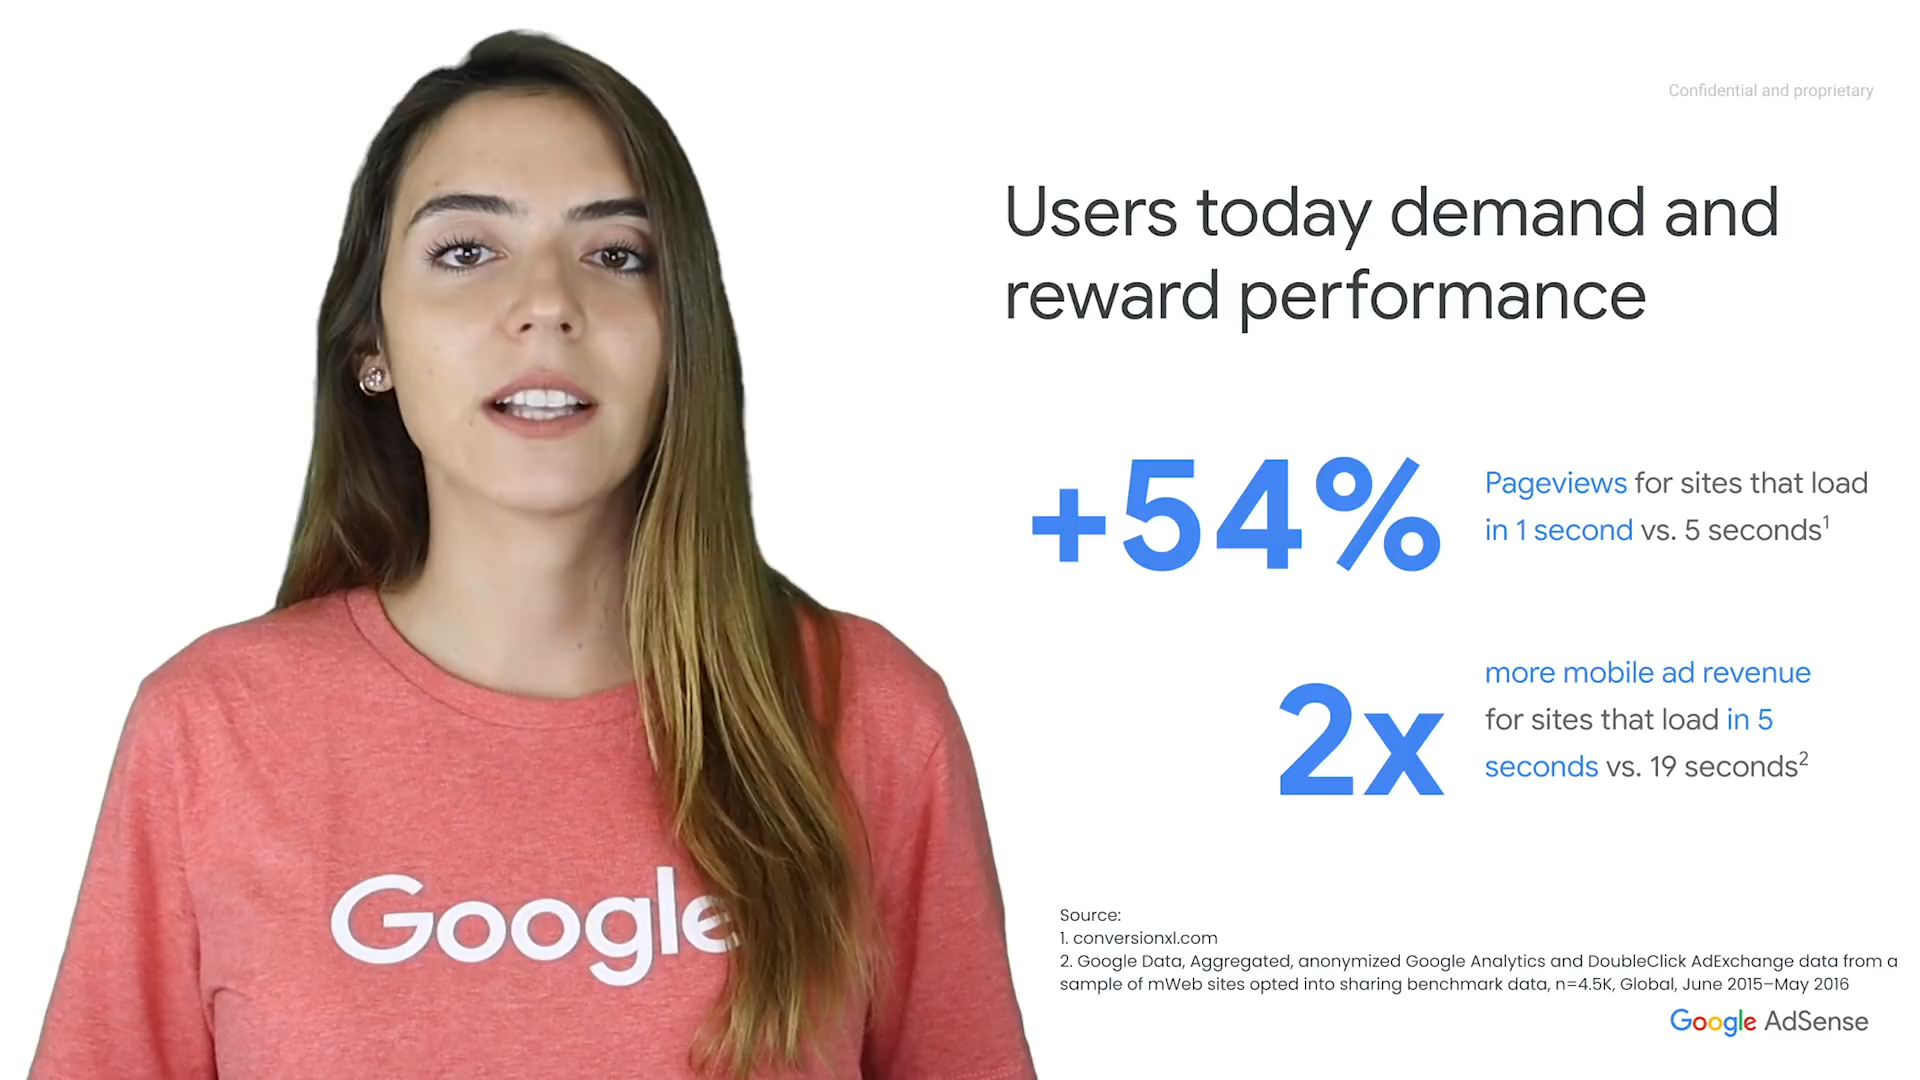 Confidential and proprietary
Users today demand and
reward performance
+54%
Pageviews for sites that load
in 1 second vs. 5 seconds¹
2x
more mobile ad revenue
for sites that load in 5
seconds vs. 19 seconds²
Google
Source:
1. conversionxl.com
2. Google Data, Aggregated, anonymized Google Analytics and DoubleClick AdExchange data from a
sample of mWeb sites opted into sharing benchmark data, n=4.5K, Global, June 2015–May 2016
Google AdSense